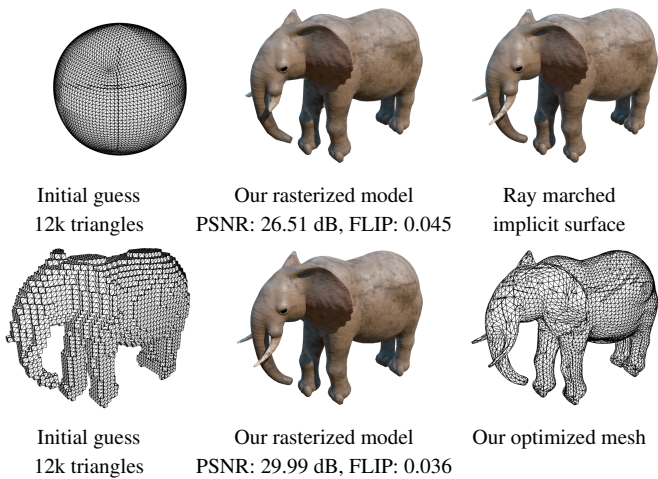 Initial guess
12k triangles
Our rasterized model
PSNR: 26.51 dB, FLIP: 0.045
Ray marched
implicit surface
Initial guess
12k triangles
Our rasterized model
PSNR: 29.99 dB, FLIP: 0.036
Our optimized mesh